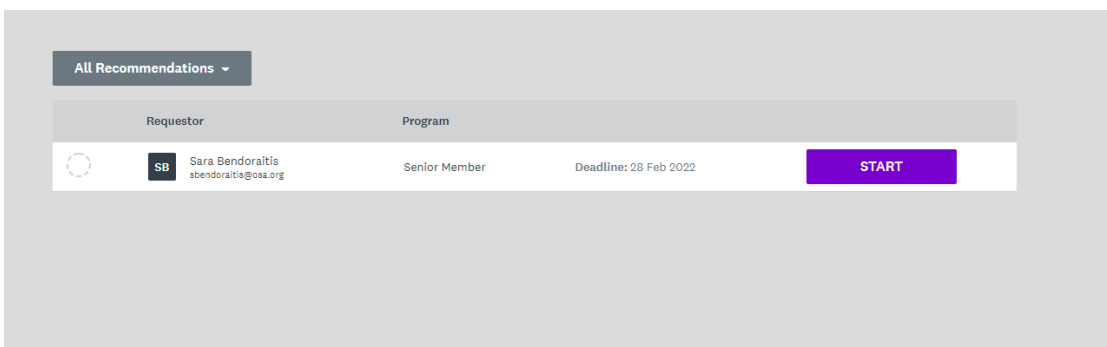 All Recommendations
Requestor Program
SB Sara Bendoraitis Senior Member Deadline: 28 Feb 2022 START
sbendoraitis@osa.org